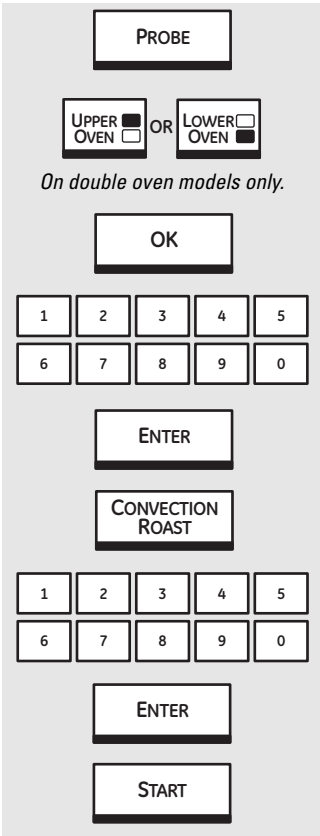 PROBE
UPPER OVEN OR LOWER OVEN
On double oven models only.
OK
1 2 3 4 5
6 7 8 9 0
ENTER
CONVECTION
ROAST
1 2 3 4 5
6 7 8 9 0
ENTER
START